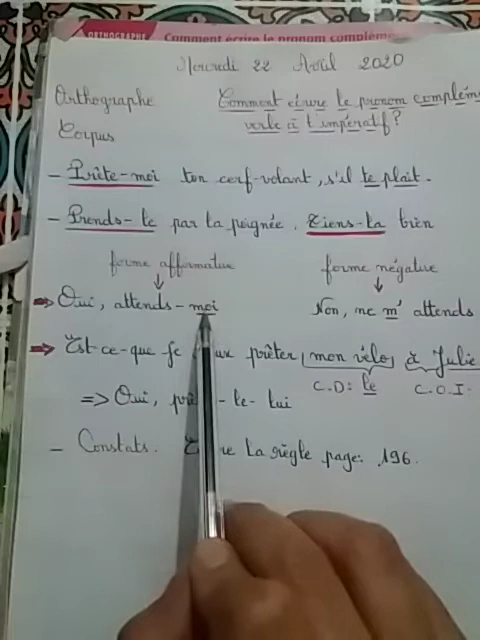 ORTHOGRAPHE Comment écrire le pronom complém
Mercredi 22 Avril 2020
Orthographe Comment écrire le pronom complém
Corpus verbe à l'impératif ?
- Prête-moi ton cerf-volant, s'il te plait.
- Prends-le par la poignée. Tiens-la bien
forme affirmative forme négative
Oui, attends-moi Non, ne m' attends
Est-ce-que je prêter mon vélo à Julie
C.D: le C.O.I.
=> Oui, -le-lui
- Constats. la règle page: 196.